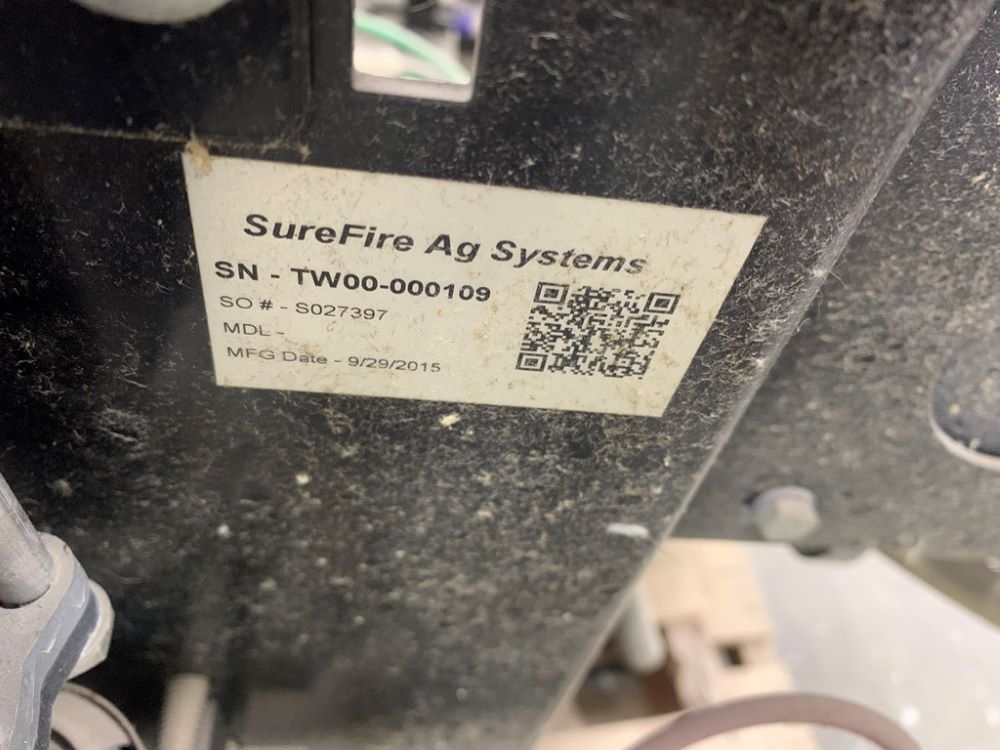 SureFire Ag Systems
SN - TW00-000109
SO # - S027397
MDL -
MFG Date - 9/29/2015